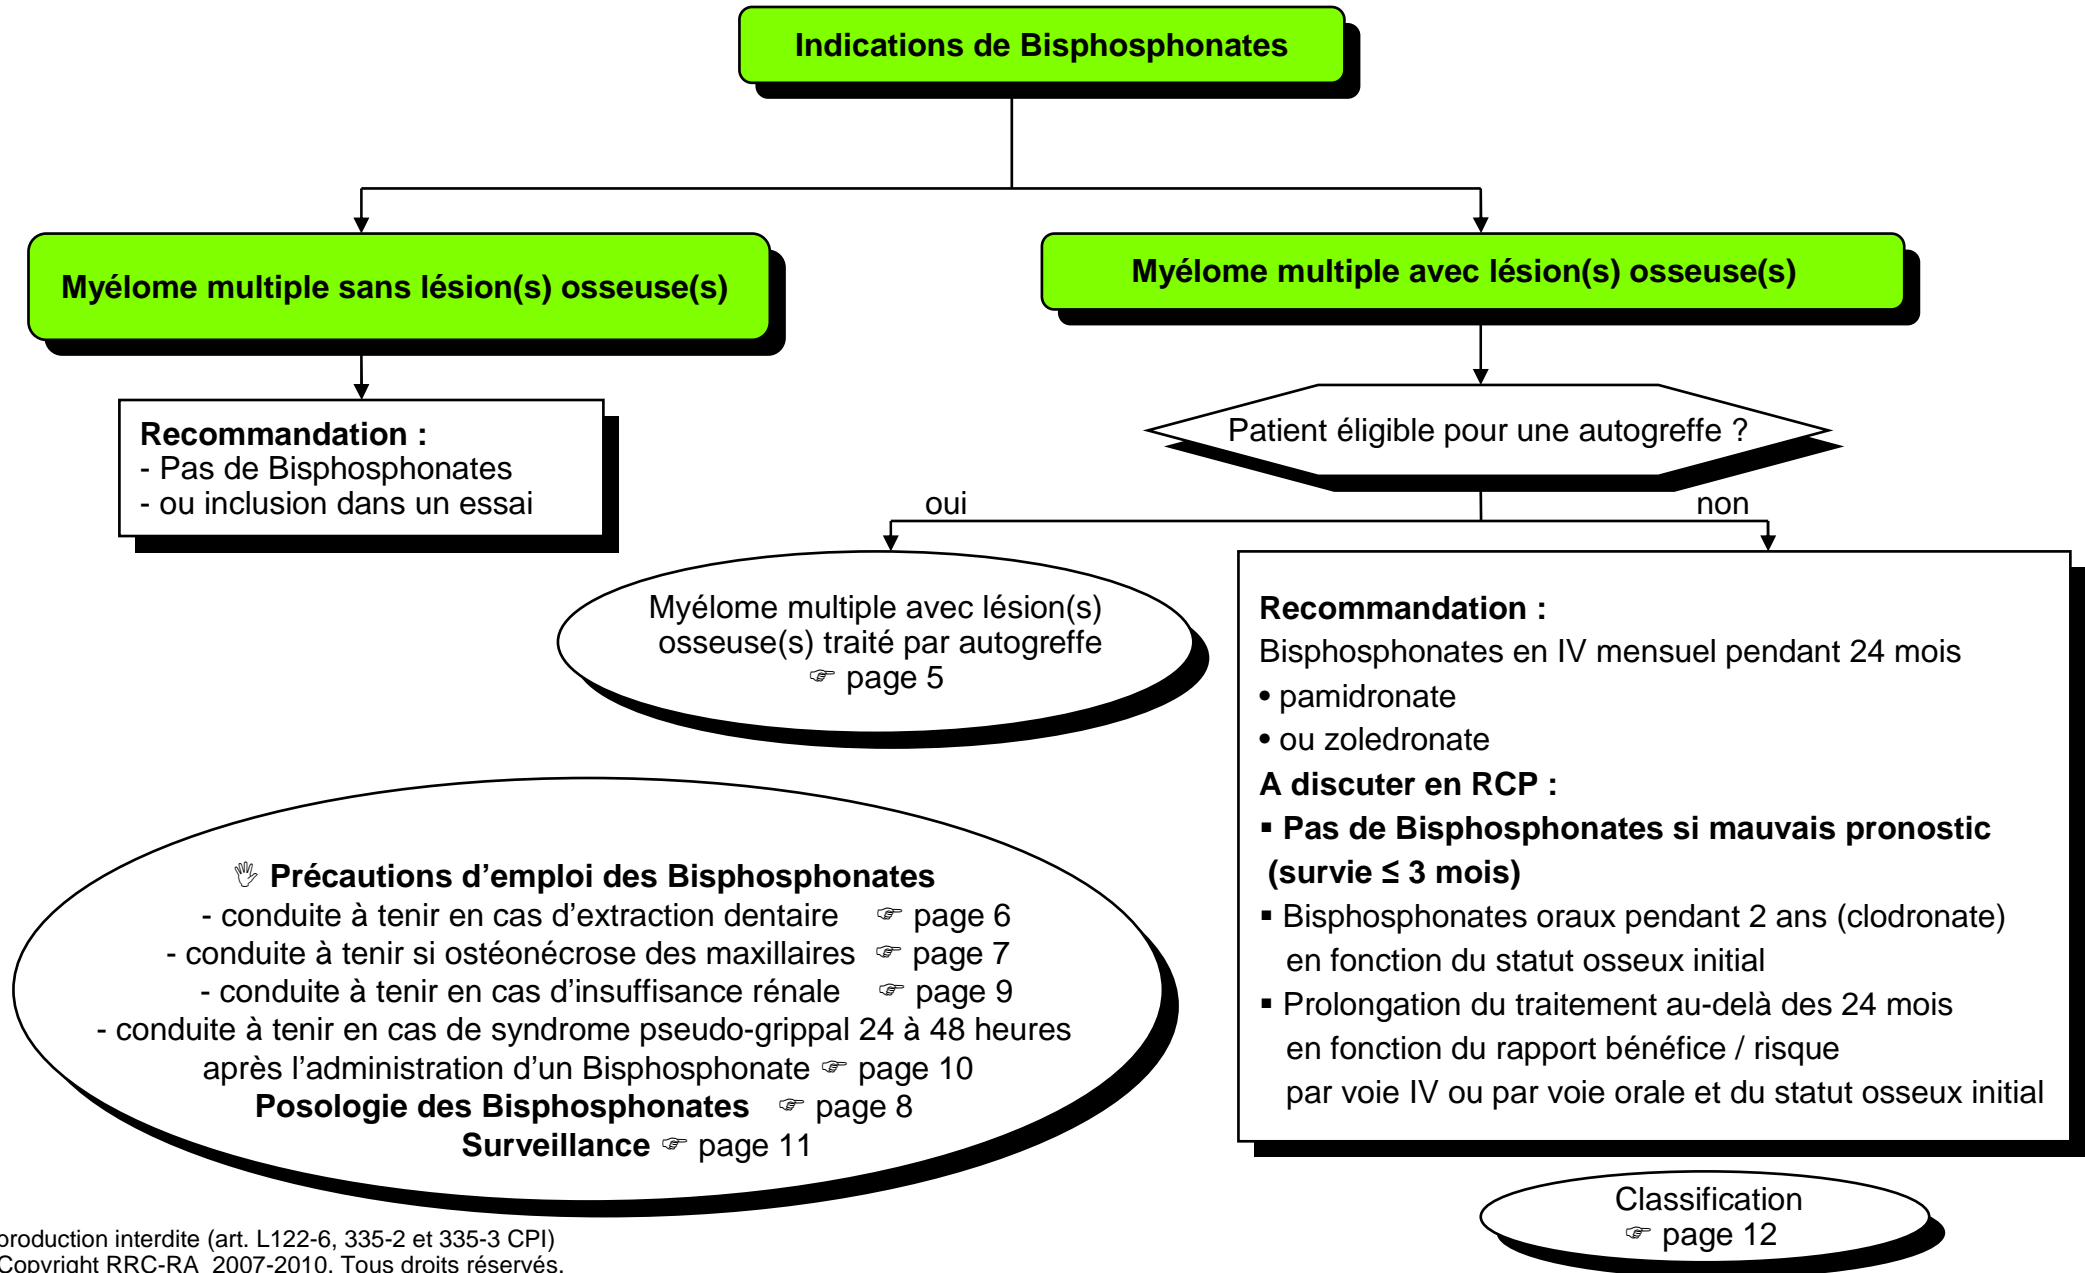 Indications de Bisphosphonates
Myélome multiple sans lésion(s) osseuse(s)
Myélome multiple avec lésion(s) osseuse(s)
Recommandation :
- Pas de Bisphosphonates
- ou inclusion dans un essai
Patient éligible pour une autogreffe ?
oui
non
Myélome multiple avec lésion(s)
osseuse(s) traité par autogreffe
☞ page 5
Recommandation :
Bisphosphonates en IV mensuel pendant 24 mois
• pamidronate
• ou zoledronate
A discuter en RCP :
▪ Pas de Bisphosphonates si mauvais pronostic
(survie ≤ 3 mois)
▪ Bisphosphonates oraux pendant 2 ans (clodronate)
en fonction du statut osseux initial
▪ Prolongation du traitement au-delà des 24 mois
en fonction du rapport bénéfice / risque
par voie IV ou par voie orale et du statut osseux initial
🖐 Précautions d’emploi des Bisphosphonates
- conduite à tenir en cas d’extraction dentaire ☞ page 6
- conduite à tenir si ostéonécrose des maxillaires ☞ page 7
- conduite à tenir en cas d’insuffisance rénale ☞ page 9
- conduite à tenir en cas de syndrome pseudo-grippal 24 à 48 heures
après l’administration d’un Bisphosphonate ☞ page 10
Posologie des Bisphosphonates ☞ page 8
Surveillance ☞ page 11
Classification
☞ page 12
production interdite (art. L122-6, 335-2 et 335-3 CPI)
Copyright RRC-RA 2007-2010. Tous droits réservés.